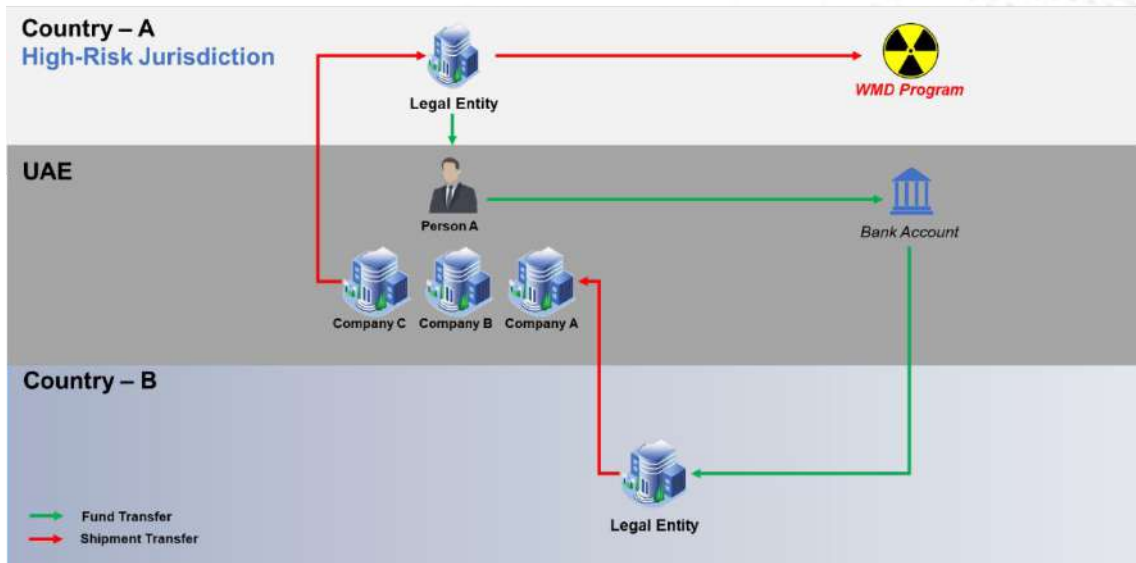 Country – A
High-Risk Jurisdiction
Legal Entity
WMD Program
UAE
Person A
Bank Account
Company C
Company B
Company A
Country – B
Legal Entity
Fund Transfer
Shipment Transfer